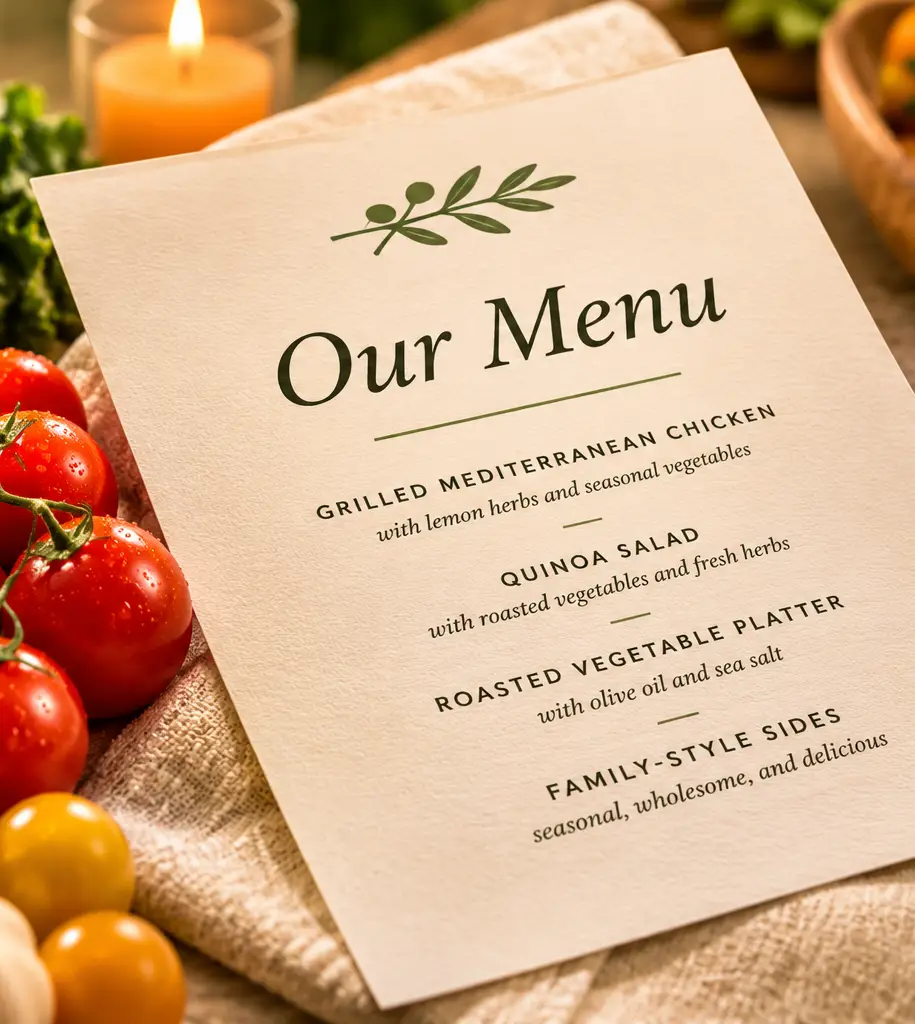 Our Menu
GRILLED MEDITERRANEAN CHICKEN
with lemon herbs and seasonal vegetables
QUINOA SALAD
with roasted vegetables and fresh herbs
ROASTED VEGETABLE PLATTER
with olive oil and sea salt
FAMILY-STYLE SIDES
seasonal, wholesome, and delicious